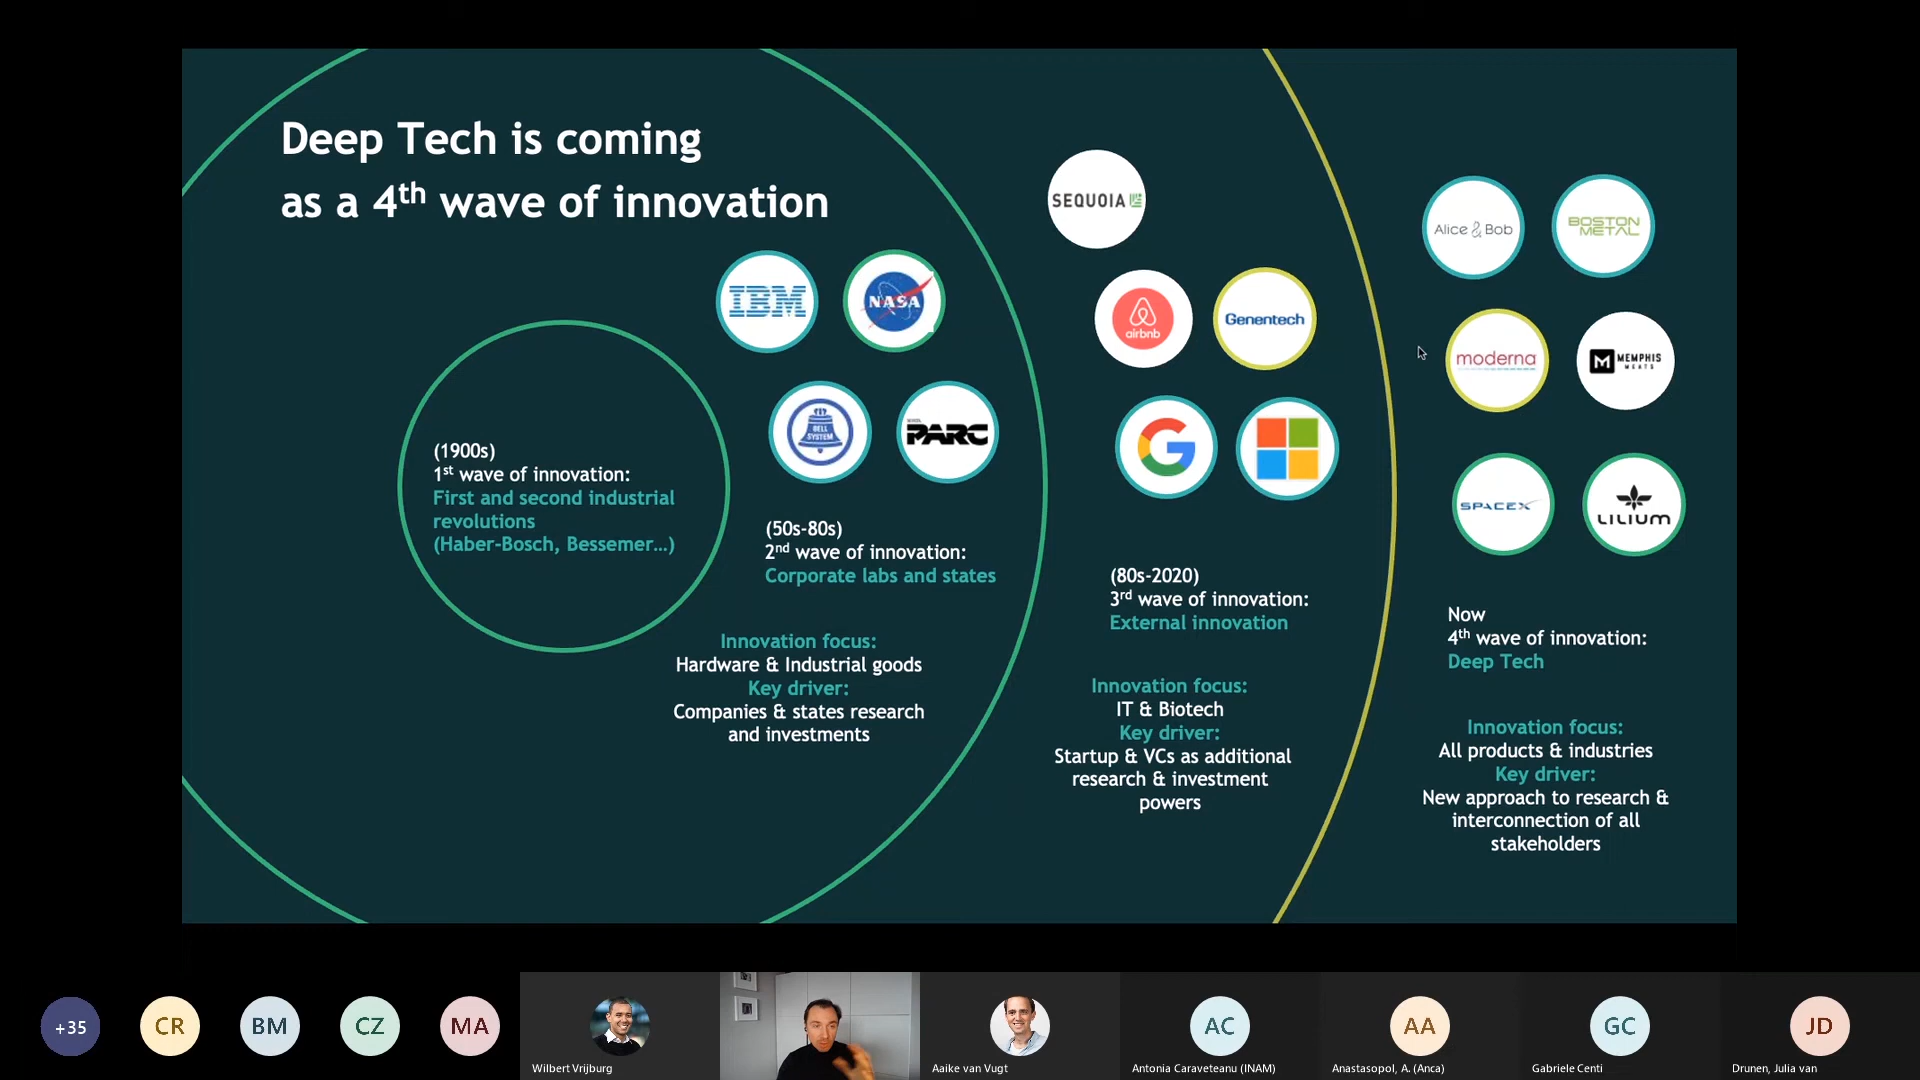 Deep Tech is coming
as a 4th wave of innovation
(1900s)
1st wave of innovation:
First and second industrial
revolutions
(Haber-Bosch, Bessemer...)
IBM
NASA
BELL
SYSTEM
PARC
(50s-80s)
2nd wave of innovation:
Corporate labs and states
Innovation focus:
Hardware & Industrial goods
Key driver:
Companies & states research
and investments
SEQUOIA
airbnb
Genentech
G
(80s-2020)
3rd wave of innovation:
External innovation
Innovation focus:
IT & Biotech
Key driver:
Startup & VCs as additional
research & investment
powers
Alice & Bob
BOSTON
METAL
moderna
M MEMPHIS
MEATS
SPACEX
LILIUM
Now
4th wave of innovation:
Deep Tech
Innovation focus:
All products & industries
Key driver:
New approach to research &
interconnection of all
stakeholders
+35
CR
BM
CZ
MA
Wilbert Vrijburg
Aaike van Vugt
AC
Antonia Caraveteanu (INAM)
AA
Anastasopol, A. (Anca)
GC
Gabriele Centi
JD
Drunen, Julia van